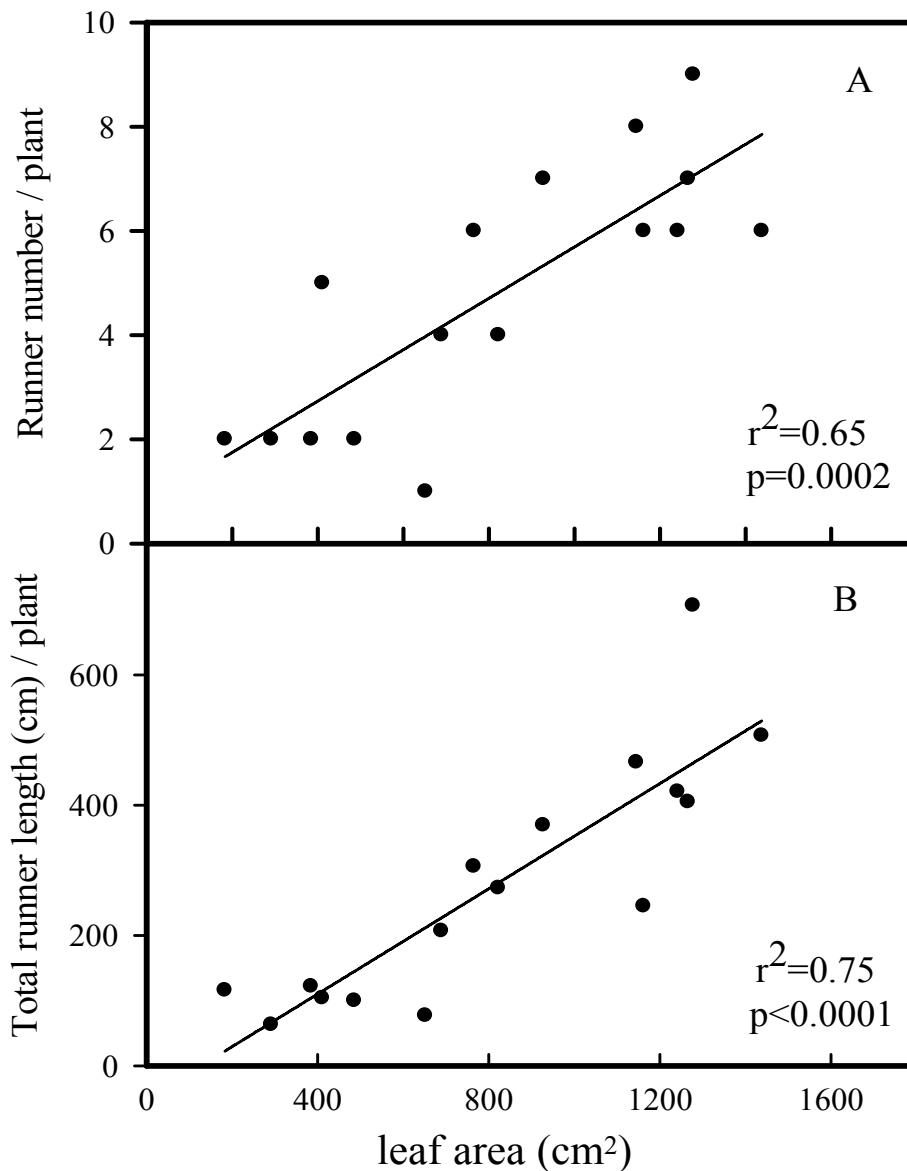 10
A
8
6
4
2
0
Runner number / plant
r²=0.65
p=0.0002
B
600
400
200
0
Total runner length (cm) / plant
r²=0.75
p<0.0001
0 400 800 1200 1600
leaf area (cm²)